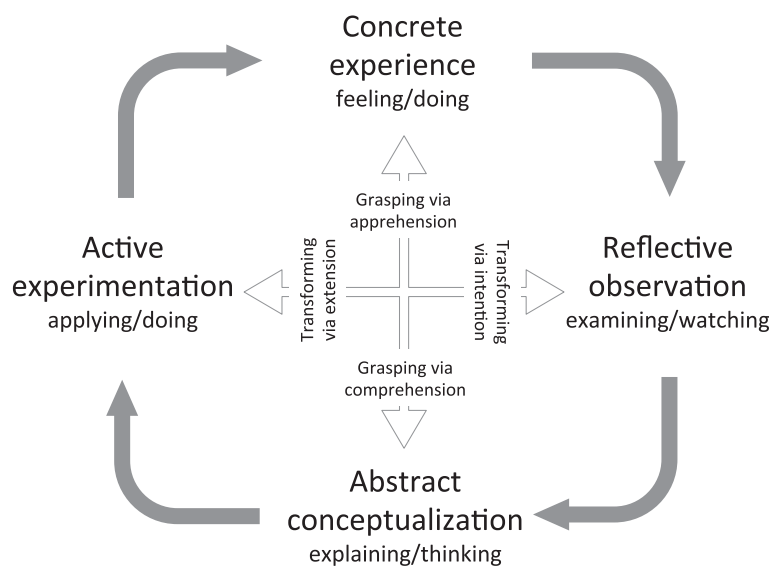 Concrete
experience
feeling/doing
Grasping via
apprehension
Active
experimentation
applying/doing
Transforming
via extension
Transforming
via intention
Reflective
observation
examining/watching
Grasping via
comprehension
Abstract
conceptualization
explaining/thinking